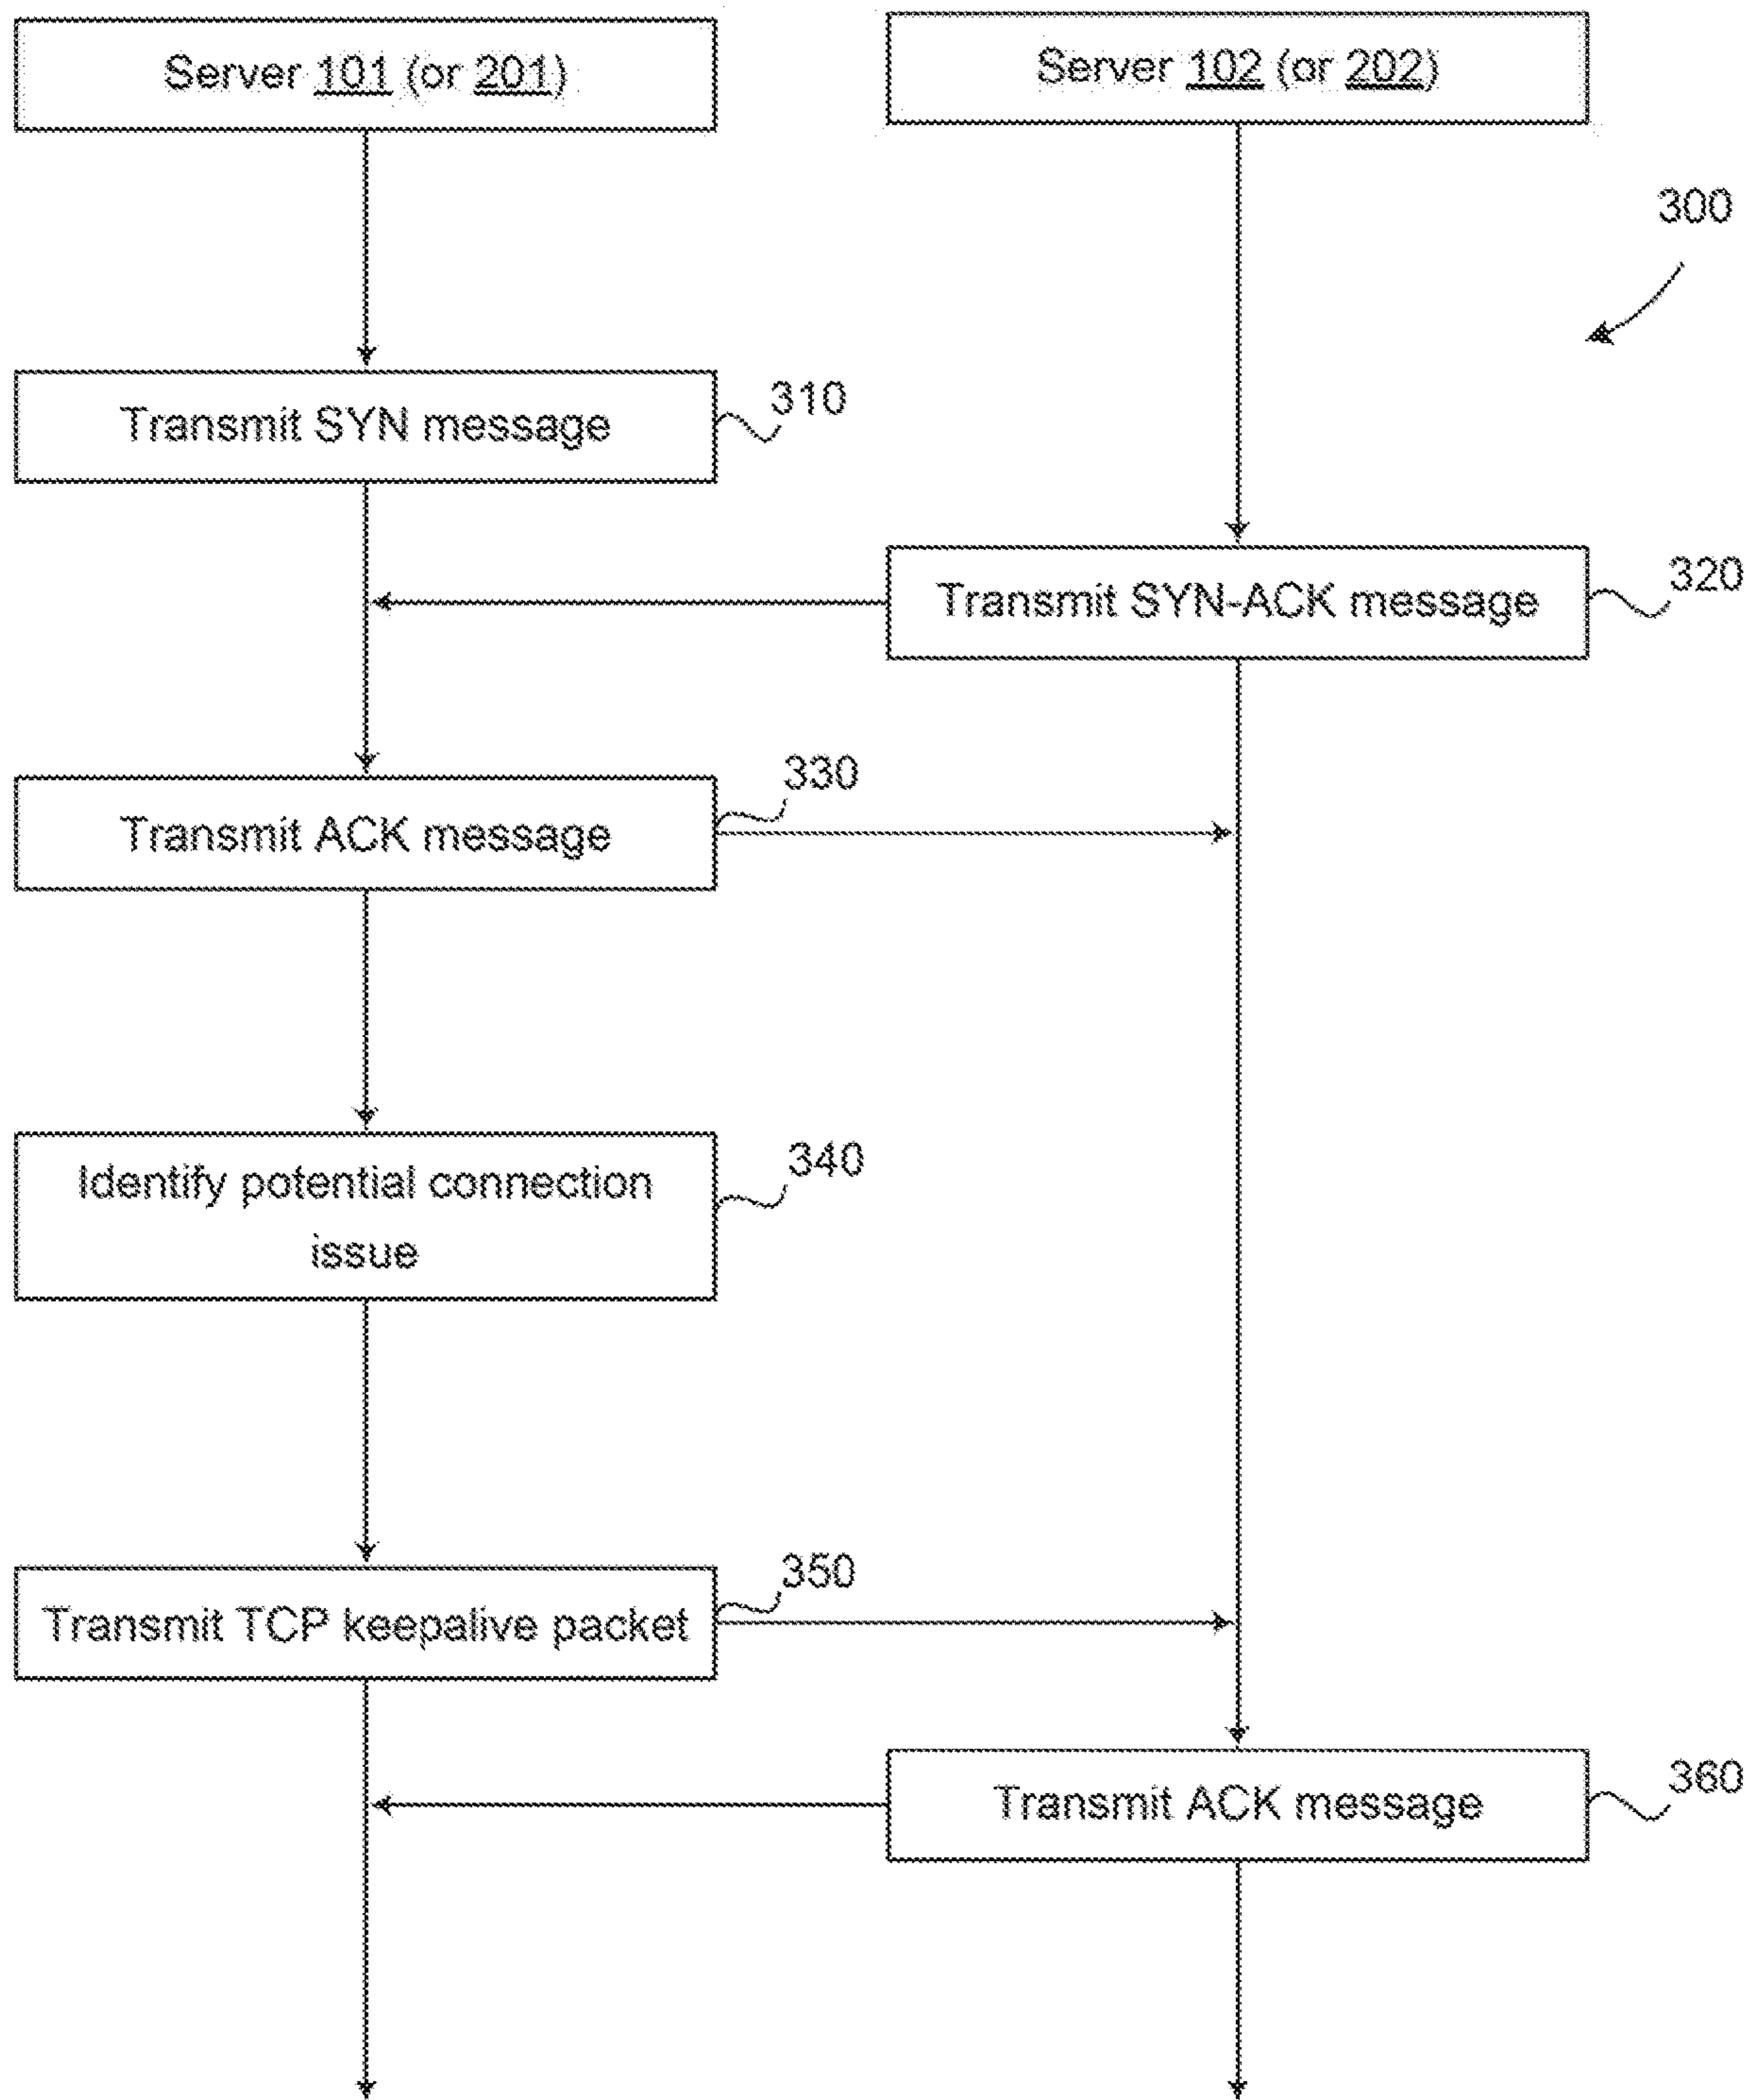 Server 101 (or 201)
Server 102 (or 202)
300
Transmit SYN message
310
Transmit SYN-ACK message
320
Transmit ACK message
330
Identify potential connection
issue
340
Transmit TCP keepalive packet
350
Transmit ACK message
360